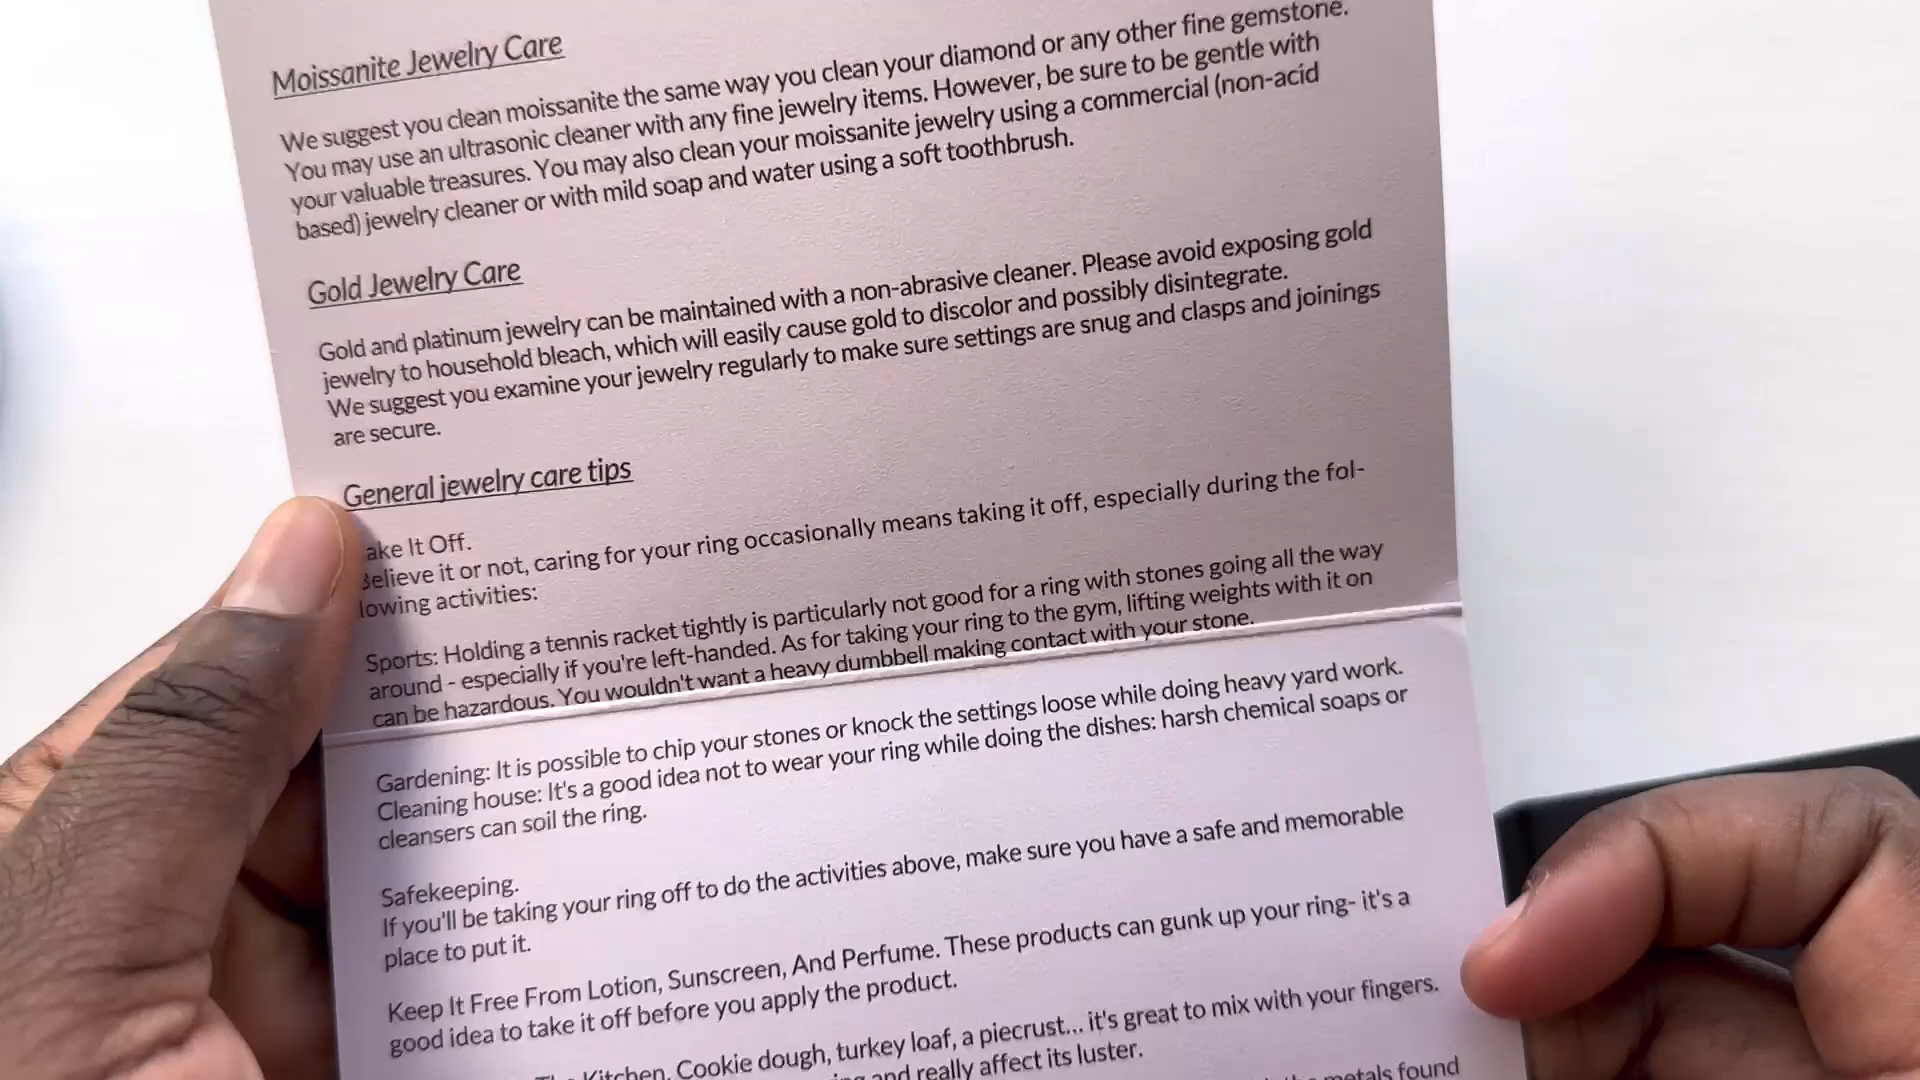 Moissanite Jewelry Care
We suggest you clean moissanite the same way you clean your diamond or any other fine gemstone.
You may use an ultrasonic cleaner with any fine jewelry items. However, be sure to be gentle with
your valuable treasures. You may also clean your moissanite jewelry using a commercial (non-acid
based) jewelry cleaner or with mild soap and water using a soft toothbrush.
Gold Jewelry Care
Gold and platinum jewelry can be maintained with a non-abrasive cleaner. Please avoid exposing gold
jewelry to household bleach, which will easily cause gold to discolor and possibly disintegrate.
We suggest you examine your jewelry regularly to make sure settings are snug and clasps and joinings
are secure.
General jewelry care tips
ake It Off.
Believe it or not, caring for your ring occasionally means taking it off, especially during the fol-
lowing activities:
Sports: Holding a tennis racket tightly is particularly not good for a ring with stones going all the way
around - especially if you're left-handed. As for taking your ring to the gym, lifting weights with it on
can be hazardous. You wouldn't want a heavy dumbbell making contact with your stone.
Gardening: It is possible to chip your stones or knock the settings loose while doing heavy yard work.
Cleaning house: It's a good idea not to wear your ring while doing the dishes: harsh chemical soaps or
cleansers can soil the ring.
Safekeeping.
If you'll be taking your ring off to do the activities above, make sure you have a safe and memorable
place to put it.
Keep It Free From Lotion, Sunscreen, And Perfume. These products can gunk up your ring- it's a
good idea to take it off before you apply the product.
Kitchen. Cookie dough, turkey loaf, a piecrust... it's great to mix with your fingers.
and really affect its luster.
metals found